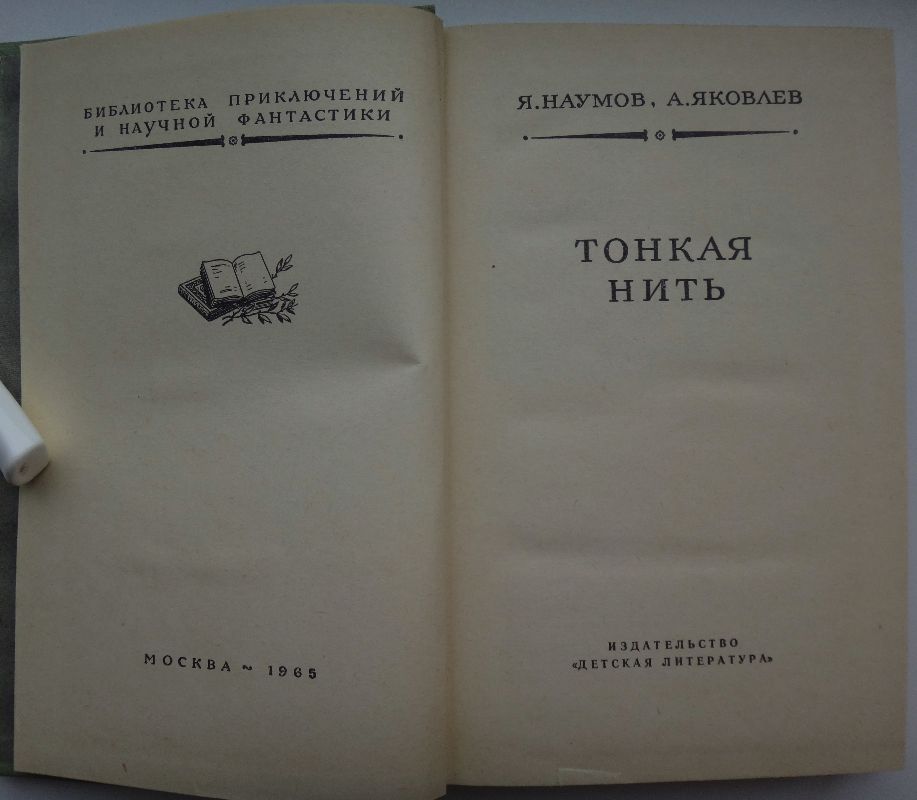 БИБЛИОТЕКА ПРИКЛЮЧЕНИЙ
И НАУЧНОЙ ФАНТАСТИКИ
МОСКВА ~ 1965
Я.НАУМОВ, А.ЯКОВЛЕВ
ТОНКАЯ
НИТЬ
ИЗДАТЕЛЬСТВО
«ДЕТСКАЯ ЛИТЕРАТУРА»